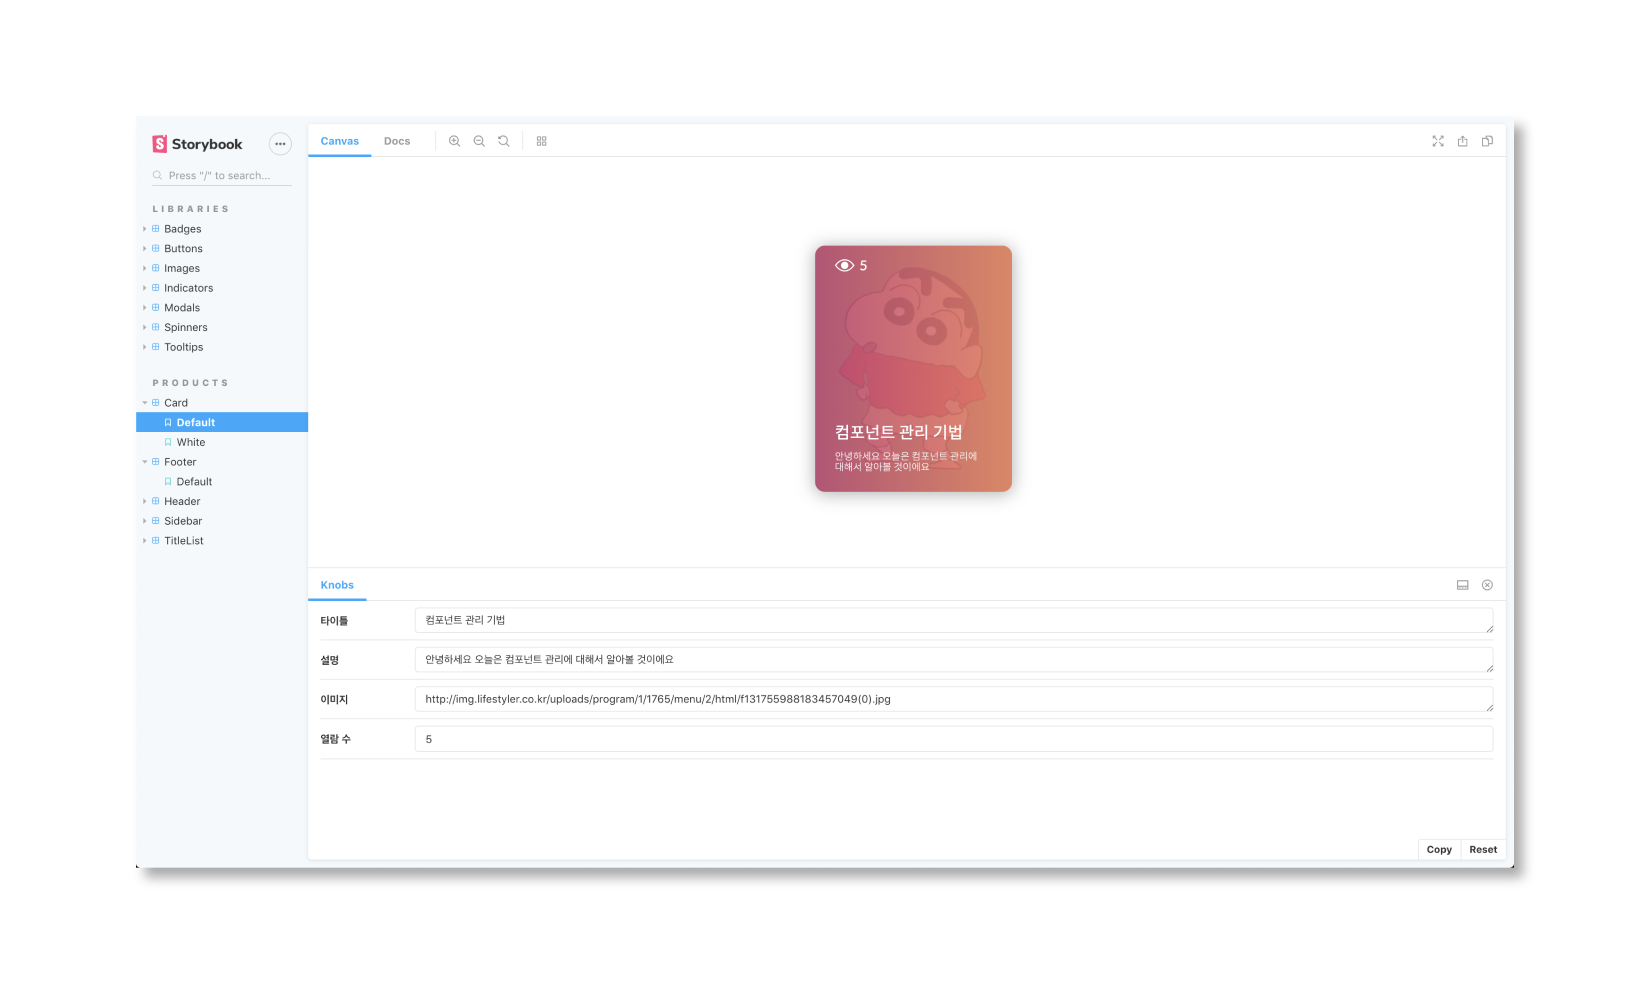 Storybook
Press "/" to search...
LIBRARIES
Badges
Buttons
Images
Indicators
Modals
Spinners
Tooltips
PRODUCTS
Card
Default
White
Footer
Default
Header
Sidebar
TitleList
Canvas
Docs
5
컴포넌트 관리 기법
안녕하세요 오늘은 컴포넌트 관리에
대해서 알아볼 것이에요
Knobs
타이틀
컴포넌트 관리 기법
설명
안녕하세요 오늘은 컴포넌트 관리에 대해서 알아볼 것이에요
이미지
http://img.lifestyler.co.kr/uploads/program/1/1765/menu/2/html/f131755988183457049(0).jpg
열람 수
5
Copy
Reset